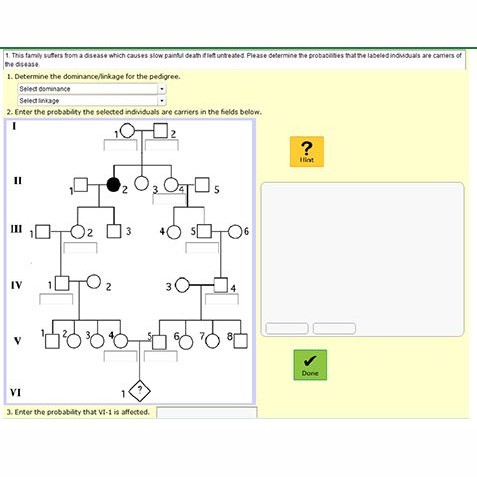 1. This family suffers from a disease which causes slow painful death if left untreated. Please determine the probabilities that the labeled individuals are carriers of
the disease.
1. Determine the dominance/linkage for the pedigree.
Select dominance
Select linkage
2. Enter the probability the selected individuals are carriers in the fields below.
I
1 2
?
Hint
II
1 2 3 4 5
III 1 2 3 4 5 6
IV 1 2 3 4
V 1 2 3 4 5 6 7 8
✔
Done
VI 1 ?
3. Enter the probability that VI-1 is affected.